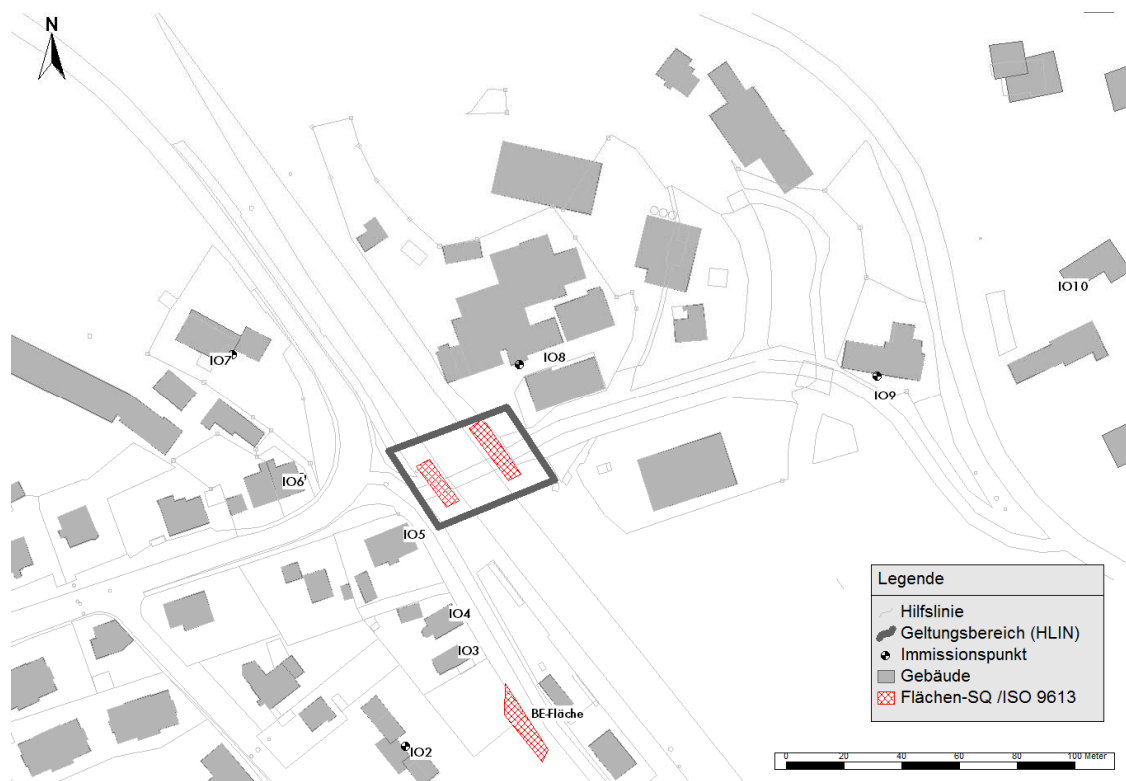 N
IO10
IO7
IO8
IO9
IO6
IO5
IO4
IO3
BE-Fläche
IO2
Legende
Hilfslinie
Geltungsbereich (HLIN)
Immissionspunkt
Gebäude
Flächen-SQ /ISO 9613
0 20 40 60 80 100 Meter